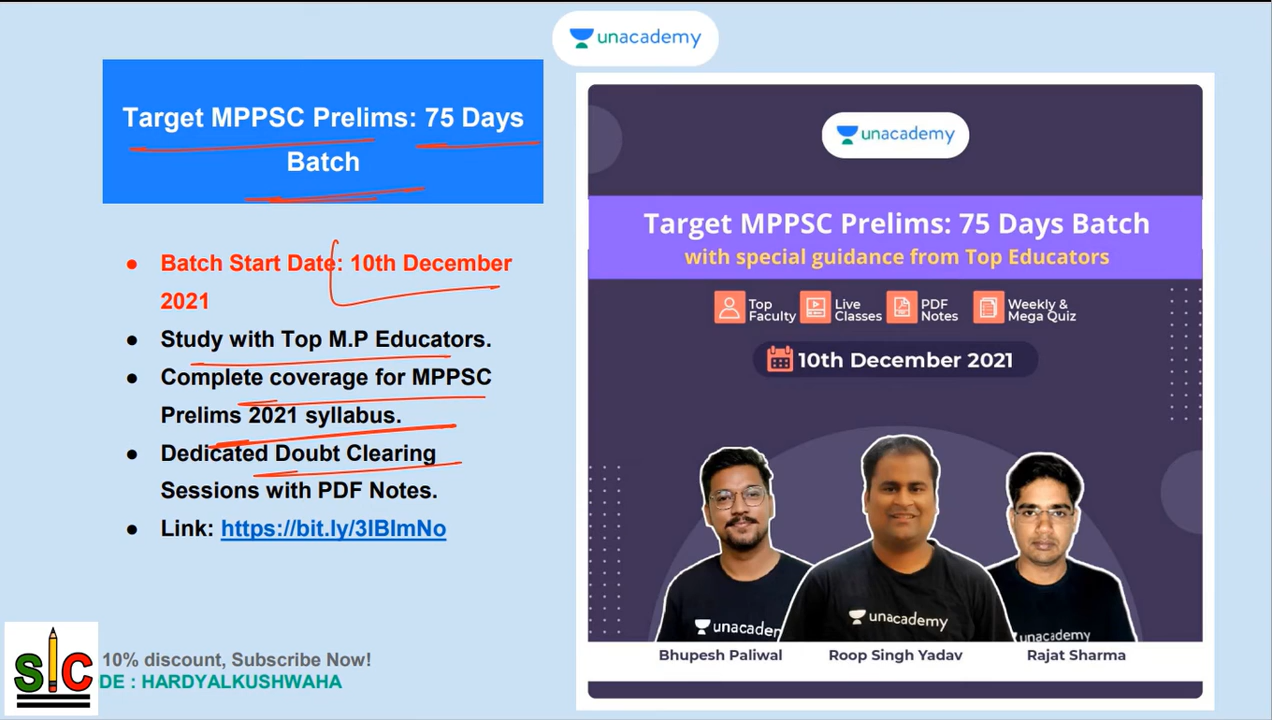 unacademy
Target MPPSC Prelims: 75 Days
Batch
Batch Start Date: 10th December
2021
Study with Top M.P Educators.
Complete coverage for MPPSC
Prelims 2021 syllabus.
Dedicated Doubt Clearing
Sessions with PDF Notes.
Link: https://bit.ly/3IBImNo
SIC
10% discount, Subscribe Now!
DE : HARDYALKUSHWAHA
unacademy
Target MPPSC Prelims: 75 Days Batch
with special guidance from Top Educators
Top
Faculty
Live
Classes
PDF
Notes
Weekly &
Mega Quiz
10th December 2021
unacademy
unacademy
unacademy
Bhupesh Paliwal
Roop Singh Yadav
Rajat Sharma